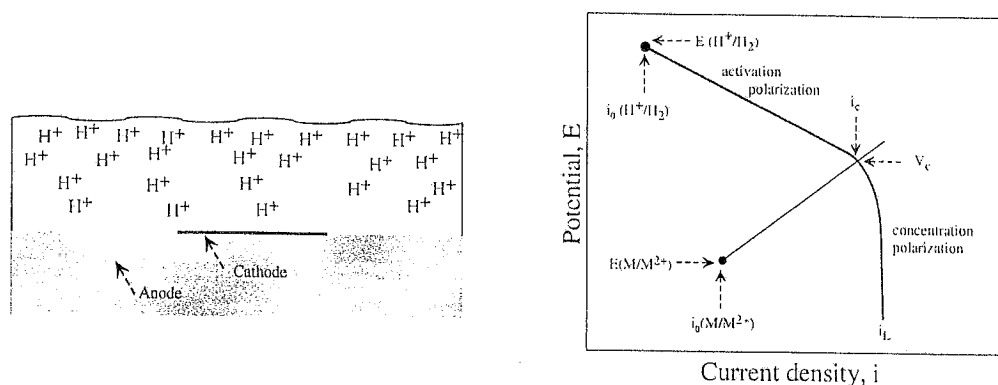 H+ H+ H+ H+ H+ H+ H+ H+ H+
H+ H+ H+ H+ H+ H+ H+
H+ H+ H+ H+ H+
H+ H+ H+ H+
Cathode
Anode
E (H+/H2)
activation
polarization
i0 (H+/H2)
ic
Vc
Potential, E
concentration
polarization
E(M/M2+)
i0(M/M2+)
iL
Current density, i